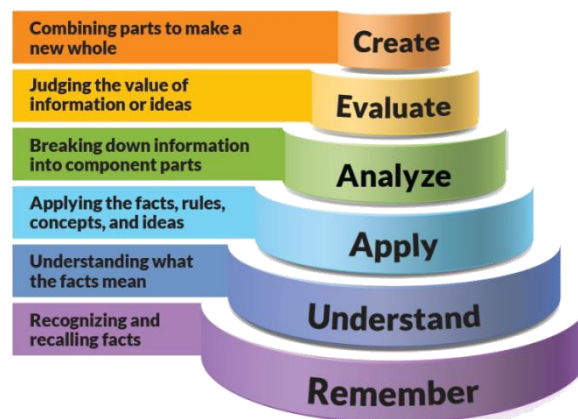 Combining parts to make a
new whole
Create
Judging the value of
information or ideas
Evaluate
Breaking down information
into component parts
Analyze
Applying the facts, rules,
concepts, and ideas
Apply
Understanding what
the facts mean
Understand
Recognizing and
recalling facts
Remember